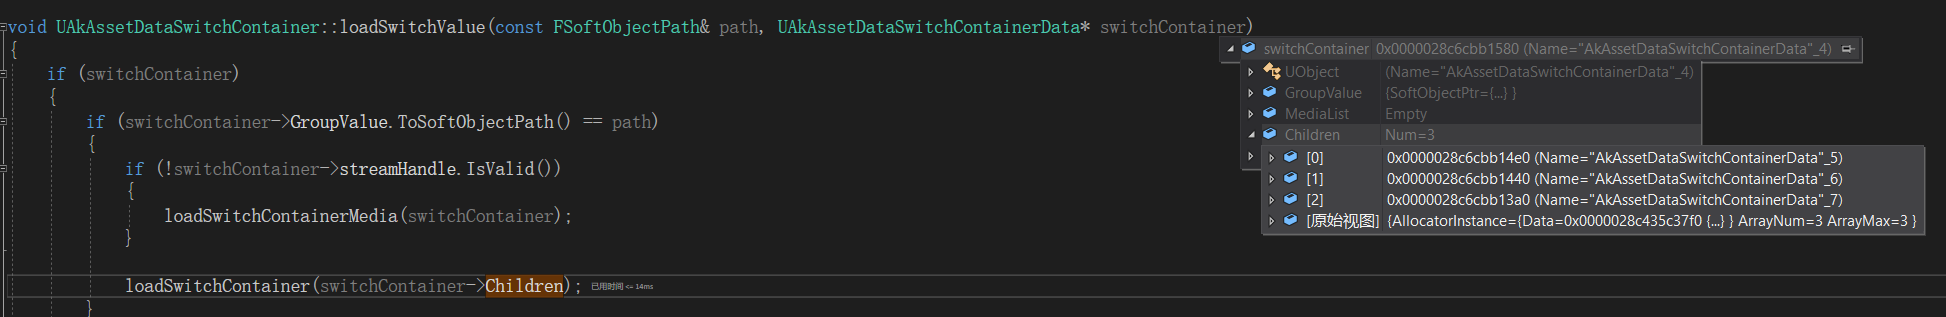 void UAkAssetDataSwitchContainer::loadSwitchValue(const FSoftObjectPath& path, UAkAssetDataSwitchContainerData* switchContainer)
{
switchContainer 0x0000028c6cbb1580 (Name="AkAssetDataSwitchContainerData"_4)
if (switchContainer)
UObject (Name="AkAssetDataSwitchContainerData"_4)
{
GroupValue {SoftObjectPtr={...} }
if (switchContainer->GroupValue.ToSoftObjectPath() == path)
MediaList Empty
{
Children Num=3
if (!switchContainer->streamHandle.IsValid())
[0] 0x0000028c6cbb14e0 (Name="AkAssetDataSwitchContainerData"_5)
{
[1] 0x0000028c6cbb1440 (Name="AkAssetDataSwitchContainerData"_6)
[2] 0x0000028c6cbb13a0 (Name="AkAssetDataSwitchContainerData"_7)
loadSwitchContainerMedia(switchContainer);
[原始视图] {AllocatorInstance={Data=0x0000028c435c37f0 {...} } ArrayNum=3 ArrayMax=3 }
}
loadSwitchContainer(switchContainer->Children); 已用时间 <= 14ms
}